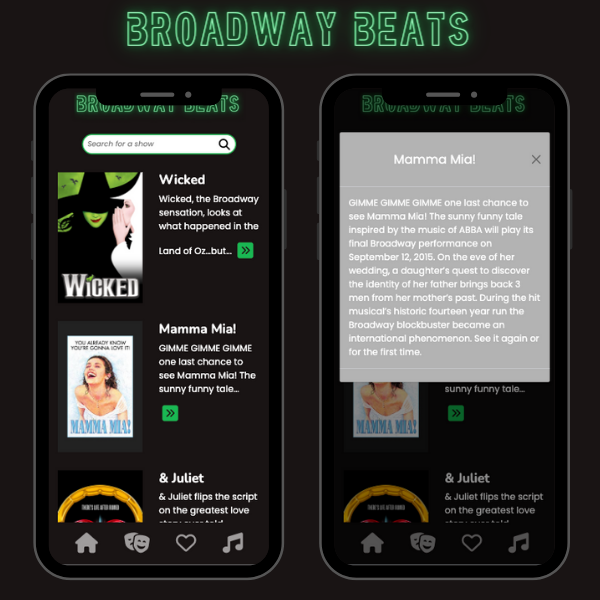 BROADWAY BEATS
BROADWAY BEATS
Search for a show
Wicked
Wicked, the Broadway
sensation, looks at
what happened in the
Land of Oz...but...
WICKED
Mamma Mia!
GIMME GIMME GIMME
one last chance to
see Mamma Mia! The
sunny funny tale...
YOU ALREADY KNOW
YOU'RE GONNA LOVE IT!
MAMMA MIA!
& Juliet
& Juliet flips the script
on the greatest love
story ever told
THERE'S LIFE AFTER ROMEO
BROADWAY BEATS
Mamma Mia!
GIMME GIMME GIMME one last chance to
see Mamma Mia! The sunny funny tale
inspired by the music of ABBA will play its
final Broadway performance on
September 12, 2015. On the eve of her
wedding, a daughter's quest to discover
the identity of her father brings back 3
men from her mother's past. During the hit
musical's historic fourteen year run the
Broadway blockbuster became an
international phenomenon. See it again or
for the first time.
sunny funny tale...
MAMMA MIA!
& Juliet
& Juliet flips the script
on the greatest love
story ever told
THERE'S LIFE AFTER ROMEO